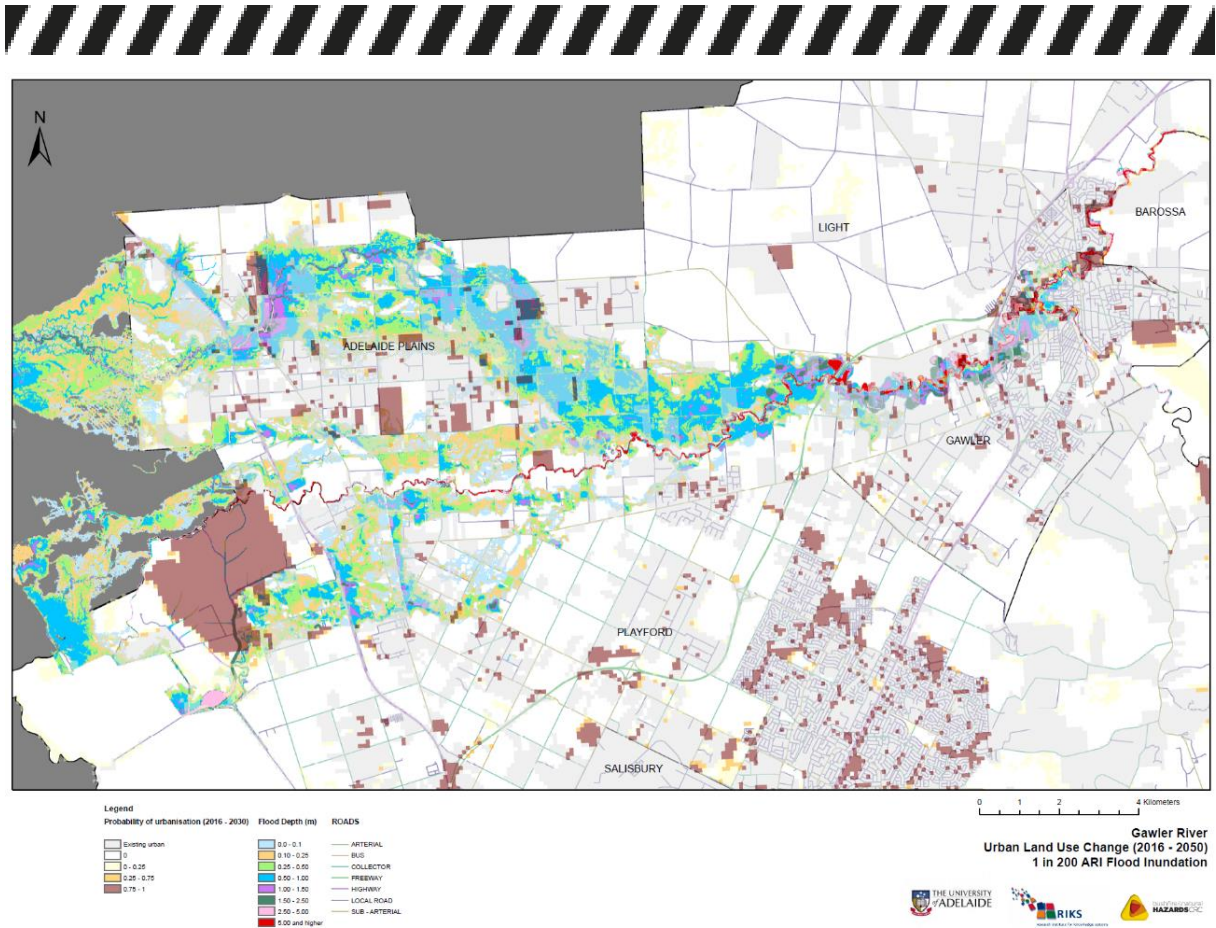 N
BAROSSA
LIGHT
ADELAIDE PLAINS
GAWLER
PLAYFORD
SALISBURY
Legend
Probability of urbanisation (2016 - 2030)
Existing urban
0
0 - 0.25
0.25 - 0.75
0.75 - 1
Flood Depth (m)
0.0 - 0.1
0.10 - 0.25
0.25 - 0.50
0.50 - 1.00
1.00 - 1.50
1.50 - 2.50
2.50 - 5.00
5.00 and higher
ROADS
ARTERIAL
BUS
COLLECTOR
FREEWAY
HIGHWAY
LOCAL ROAD
SUB - ARTERIAL
0 1 2 4 Kilometers
Gawler River
Urban Land Use Change (2016 - 2050)
1 in 200 ARI Flood Inundation
THE UNIVERSITY
of ADELAIDE
RIKS
bushfire&natural
HAZARDSCRC